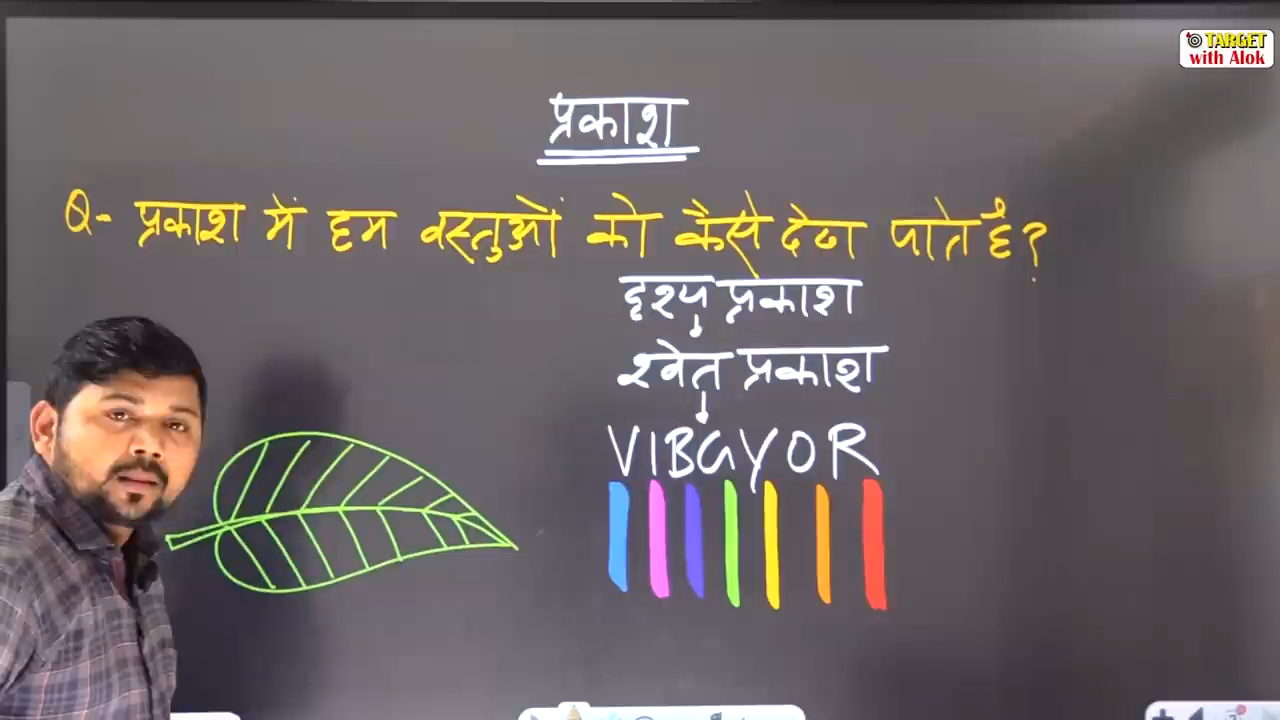 TARGET
with Alok
प्रकाश
Q- प्रकाश में हम वस्तुओं को कैसे देख पाते है?
दृश्य प्रकाश
श्वेत प्रकाश
VIBGYOR